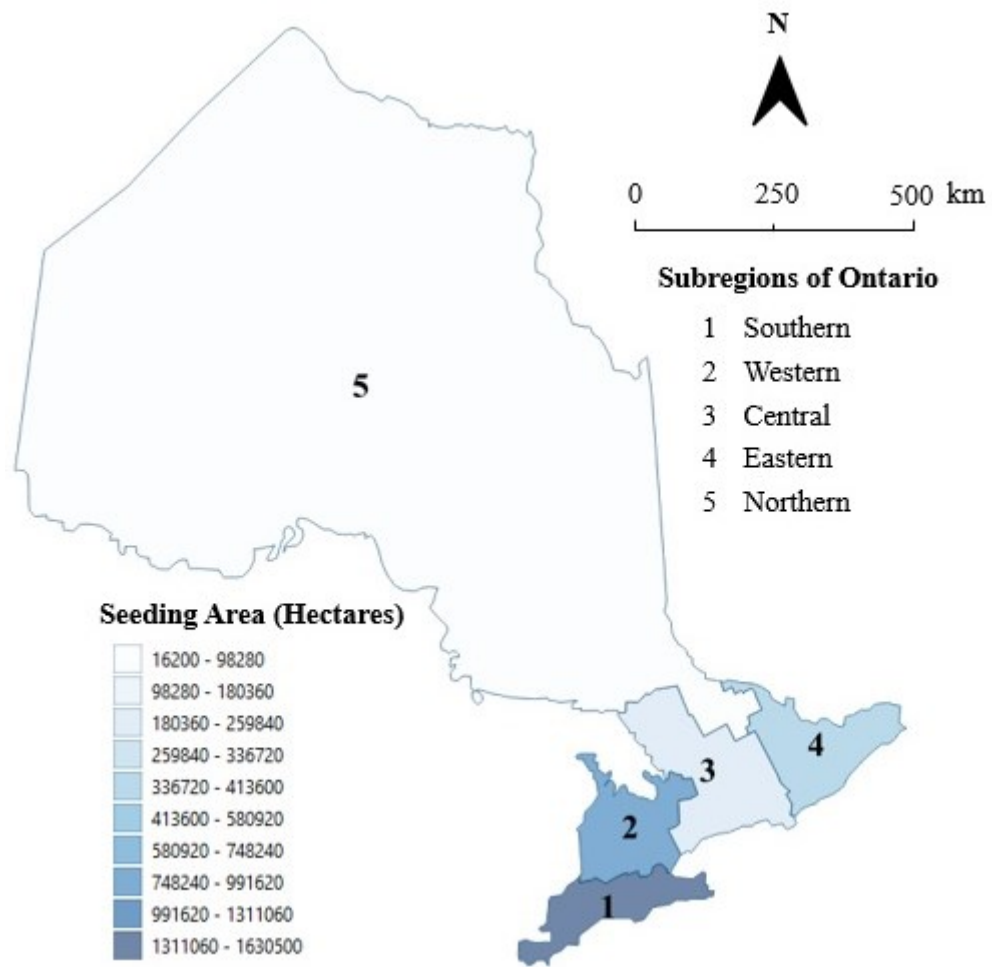 N
0 250 500 km
Subregions of Ontario
1 Southern
2 Western
3 Central
4 Eastern
5 Northern
5
Seeding Area (Hectares)
16200 - 98280
98280 - 180360
180360 - 259840
259840 - 336720
336720 - 413600
413600 - 580920
580920 - 748240
748240 - 991620
991620 - 1311060
1311060 - 1630500
4
3
2
1